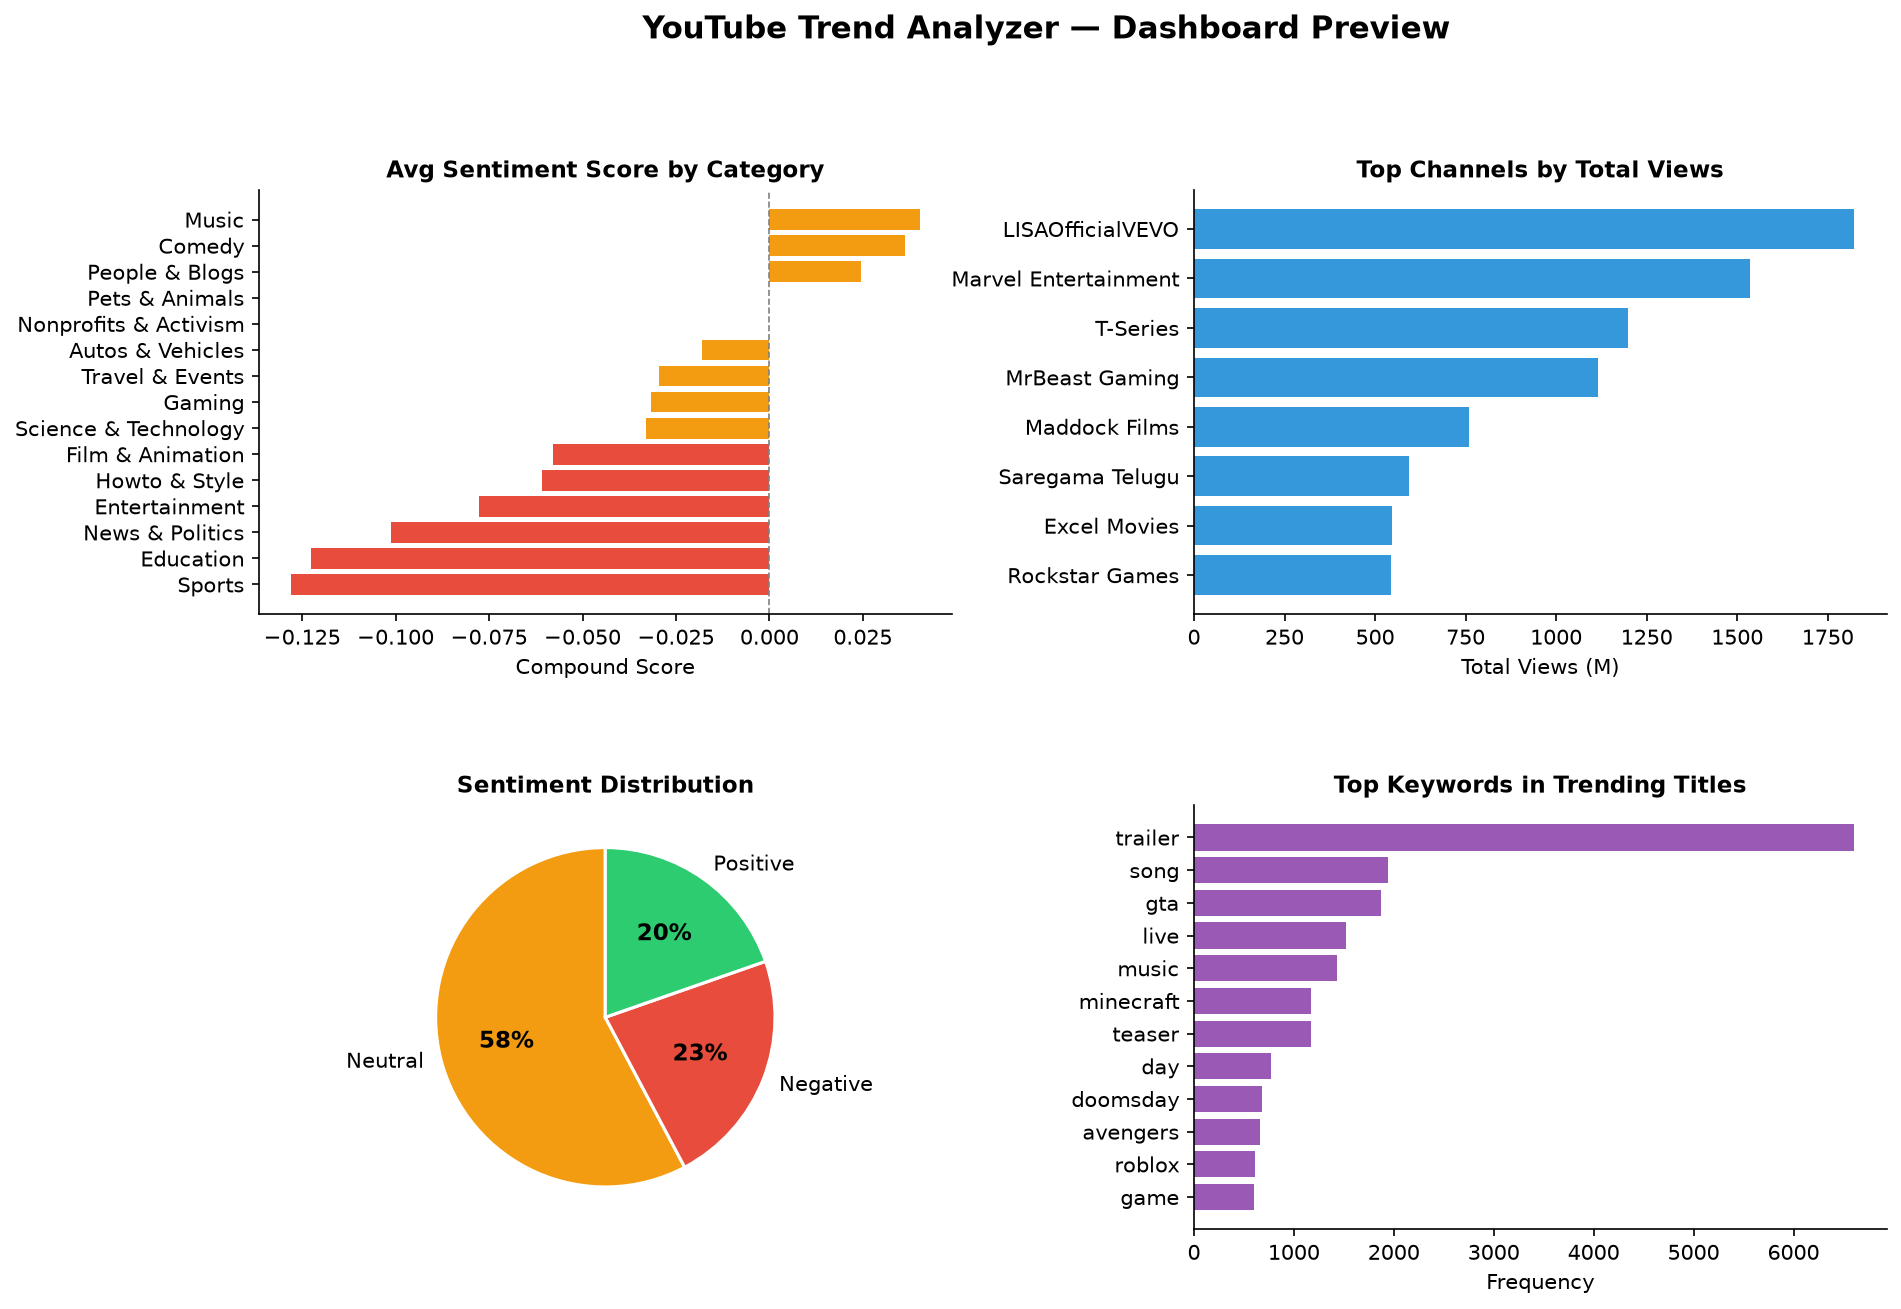 YouTube Trend Analyzer — Dashboard Preview
Avg Sentiment Score by Category
Music
Comedy
People & Blogs
Pets & Animals
Nonprofits & Activism
Autos & Vehicles
Travel & Events
Gaming
Science & Technology
Film & Animation
Howto & Style
Entertainment
News & Politics
Education
Sports
−0.125 −0.100 −0.075 −0.050 −0.025 0.000 0.025
Compound Score
Top Channels by Total Views
LISAOfficialVEVO
Marvel Entertainment
T-Series
MrBeast Gaming
Maddock Films
Saregama Telugu
Excel Movies
Rockstar Games
0 250 500 750 1000 1250 1500 1750
Total Views (M)
Sentiment Distribution
Positive
20%
58%
23%
Neutral
Negative
Top Keywords in Trending Titles
trailer
song
gta
live
music
minecraft
teaser
day
doomsday
avengers
roblox
game
0 1000 2000 3000 4000 5000 6000
Frequency